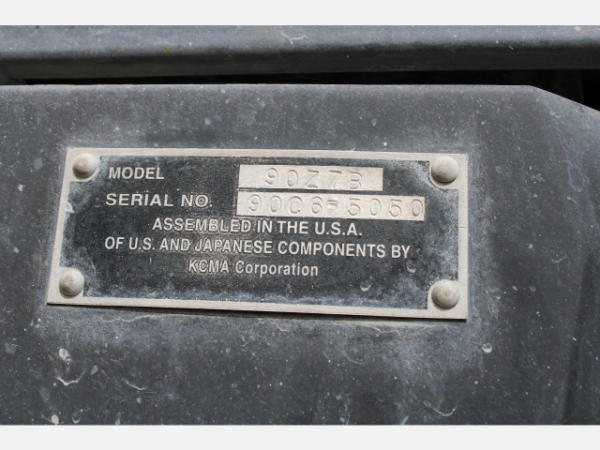 MODEL 90Z7B
SERIAL NO. 90C6-5050
ASSEMBLED IN THE U.S.A.
OF U.S. AND JAPANESE COMPONENTS BY
KCMA Corporation